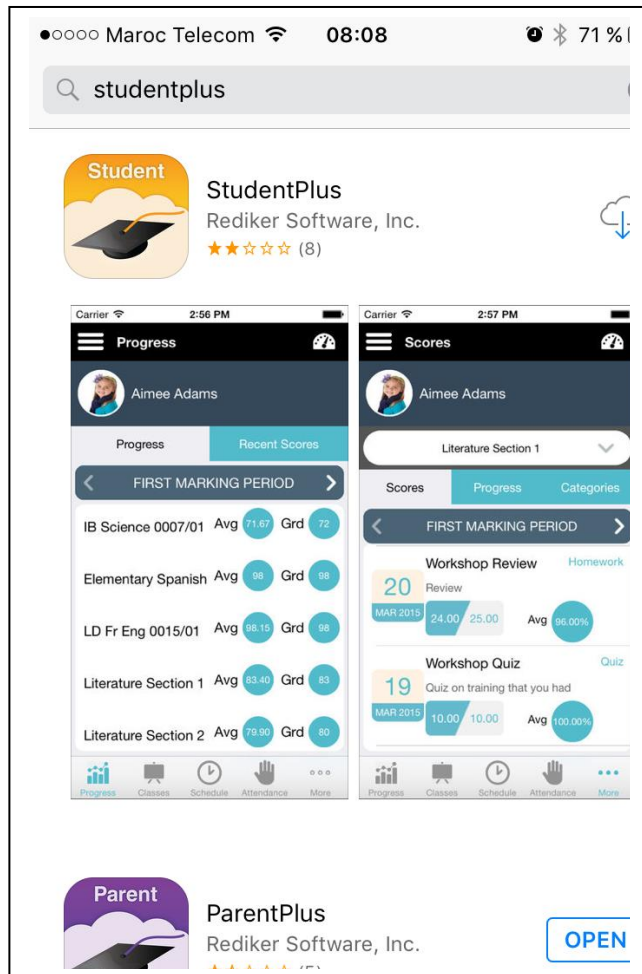 Maroc Telecom 08:08 71 %
studentplus
Student
StudentPlus
Rediker Software, Inc.
(8)
Carrier 2:56 PM
Progress
Aimee Adams
Progress Recent Scores
FIRST MARKING PERIOD
IB Science 0007/01 Avg 71.67 Grd 72
Elementary Spanish Avg 98 Grd 98
LD Fr Eng 0015/01 Avg 98.15 Grd 98
Literature Section 1 Avg 83.40 Grd 83
Literature Section 2 Avg 79.90 Grd 80
Progress Classes Schedule Attendance More
Carrier 2:57 PM
Scores
Aimee Adams
Literature Section 1
Scores Progress Categories
FIRST MARKING PERIOD
Workshop Review Homework
20 Review
MAR 2015 24.00 25.00 Avg 96.00%
Workshop Quiz Quiz
19 Quiz on training that you had
MAR 2015 10.00 10.00 Avg 100.00%
Progress Classes Schedule Attendance More
Parent
ParentPlus
Rediker Software, Inc.
OPEN
(5)